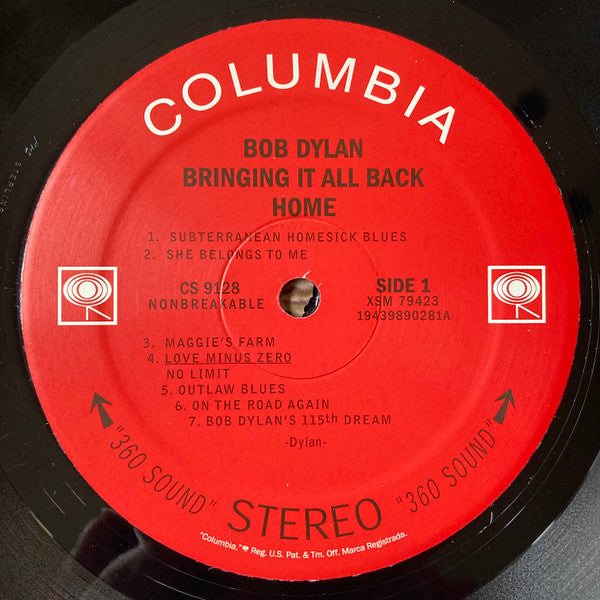 COLUMBIA
BOB DYLAN
BRINGING IT ALL BACK
HOME
1. SUBTERRANEAN HOMESICK BLUES
2. SHE BELONGS TO ME
CS 9128
NONBREAKABLE
SIDE 1
XSM 79423
19439890281A
3. MAGGIE'S FARM
4. LOVE MINUS ZERO
NO LIMIT
5. OUTLAW BLUES
6. ON THE ROAD AGAIN
7. BOB DYLAN'S 115th DREAM
-Dylan-
"360 SOUND" STEREO "360 SOUND"
"Columbia," Reg. U.S. Pat. & Tm. Off. Marca Registrada.
STERLING